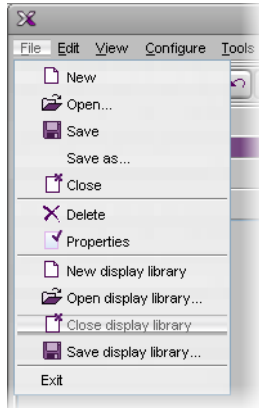 File Edit View Configure Tools
New
Open...
Save
Save as...
Close
Delete
Properties
New display library
Open display library...
Close display library
Save display library...
Exit